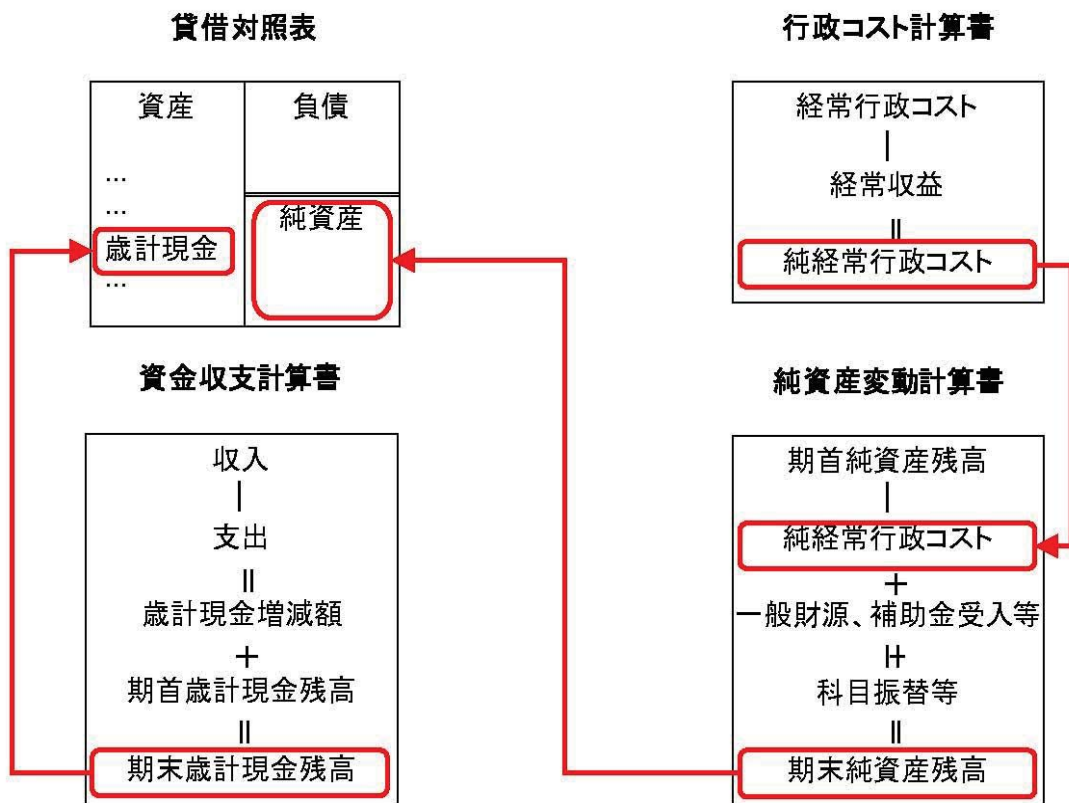 貸借対照表
資産
負債
...
...
純資産
歳計現金
...
行政コスト計算書
経常行政コスト
－
経常収益
＝
純経常行政コスト
資金収支計算書
収入
－
支出
＝
歳計現金増減額
＋
期首歳計現金残高
＝
期末歳計現金残高
純資産変動計算書
期首純資産残高
－
純経常行政コスト
＋
一般財源、補助金受入等
±
科目振替等
＝
期末純資産残高